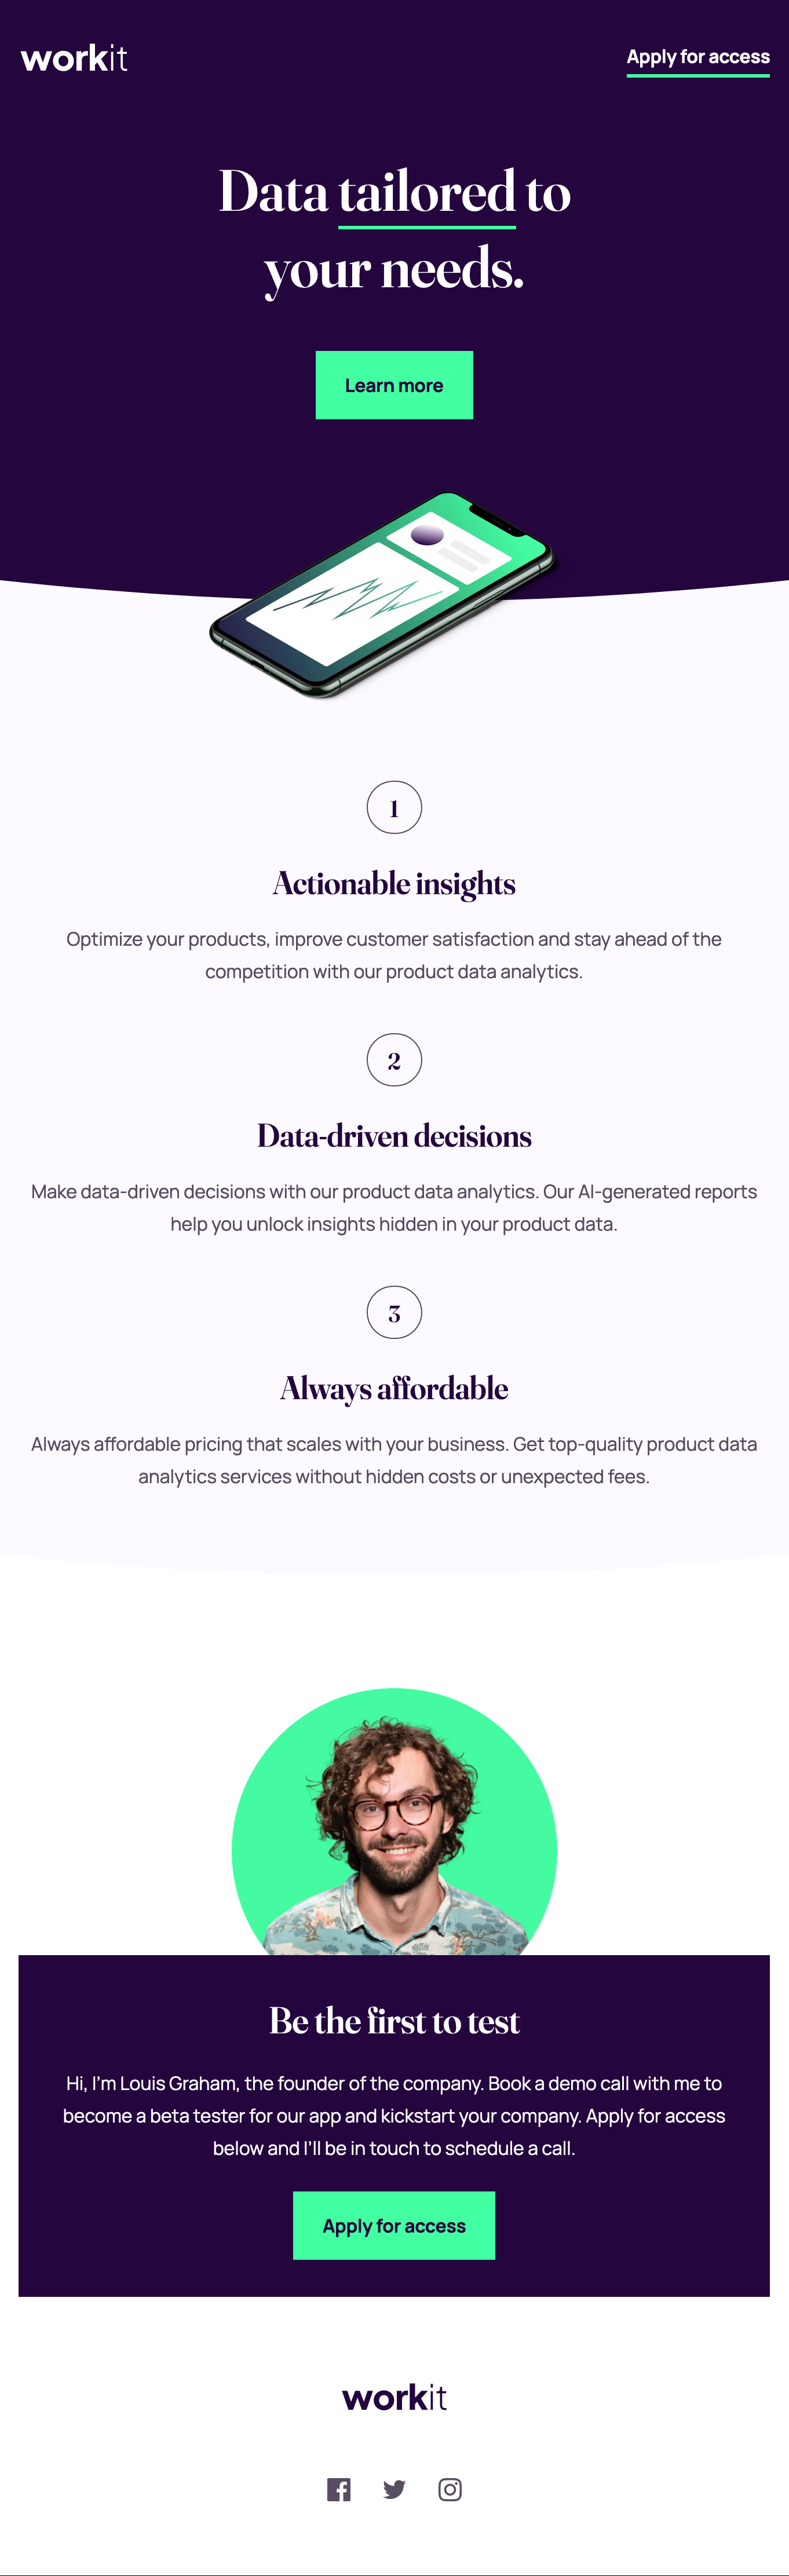 workit
Apply for access
Data tailored to
your needs.
Learn more
1
Actionable insights
Optimize your products, improve customer satisfaction and stay ahead of the
competition with our product data analytics.
2
Data-driven decisions
Make data-driven decisions with our product data analytics. Our AI-generated reports
help you unlock insights hidden in your product data.
3
Always affordable
Always affordable pricing that scales with your business. Get top-quality product data
analytics services without hidden costs or unexpected fees.
Be the first to test
Hi, I'm Louis Graham, the founder of the company. Book a demo call with me to
become a beta tester for our app and kickstart your company. Apply for access
below and I'll be in touch to schedule a call.
Apply for access
workit